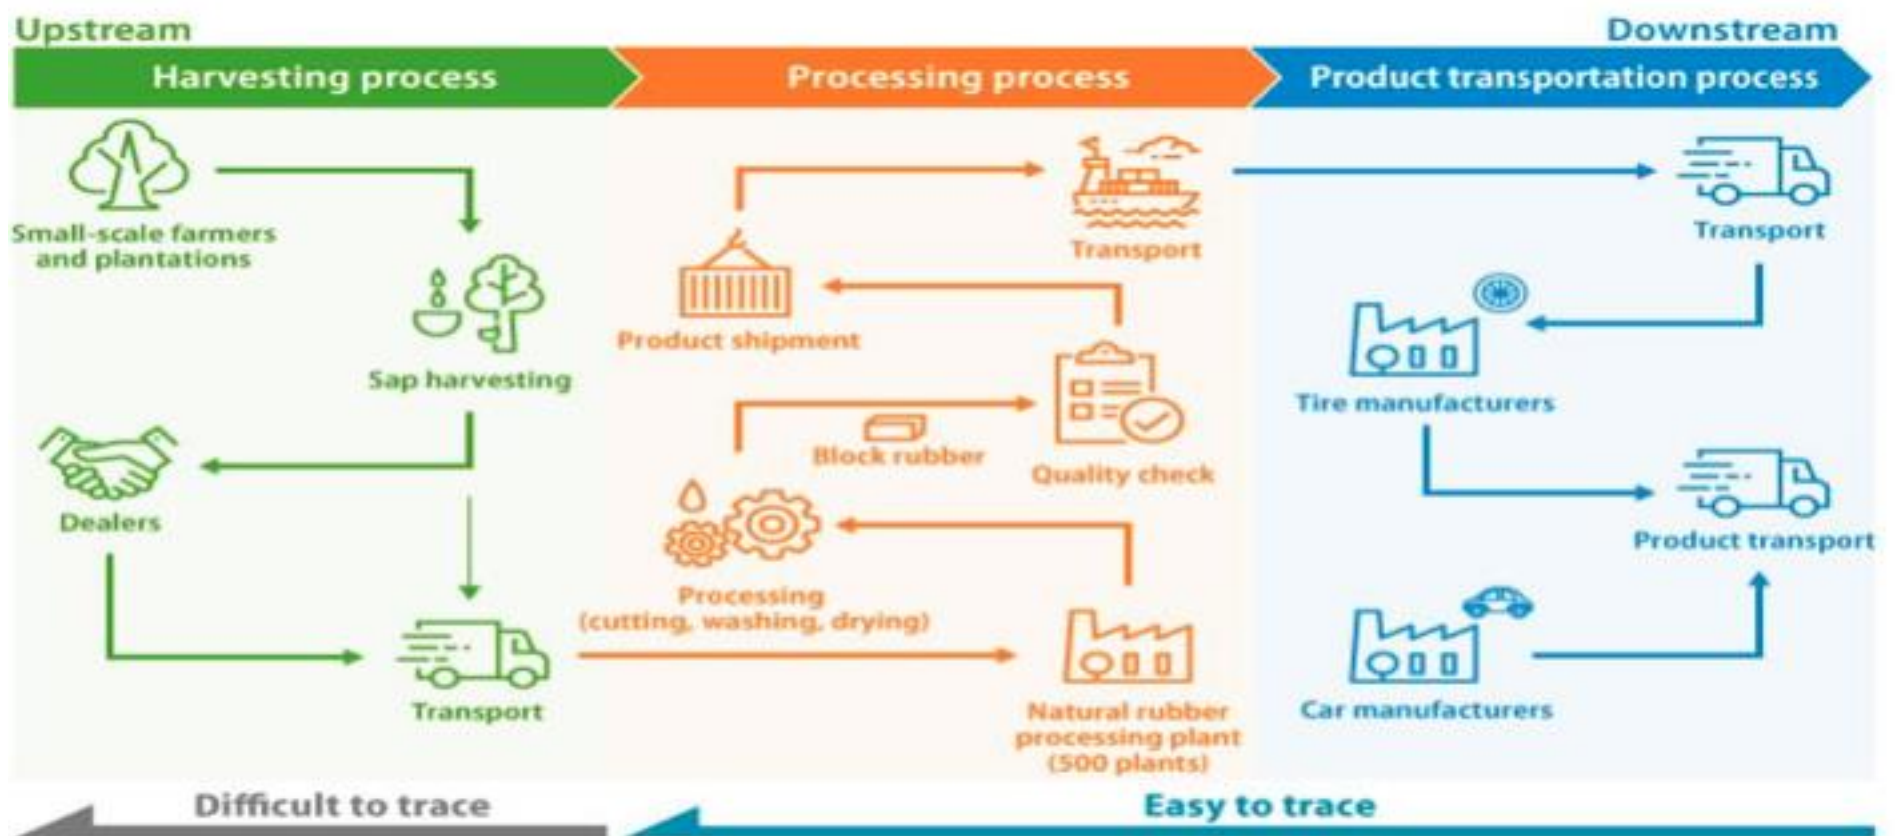 Upstream
Downstream
Harvesting process
Processing process
Product transportation process
Small-scale farmers
and plantations
Sap harvesting
Dealers
Transport
Transport
Product shipment
Block rubber
Quality check
Processing
(cutting, washing, drying)
Natural rubber
processing plant
(500 plants)
Transport
Tire manufacturers
Product transport
Car manufacturers
Difficult to trace
Easy to trace